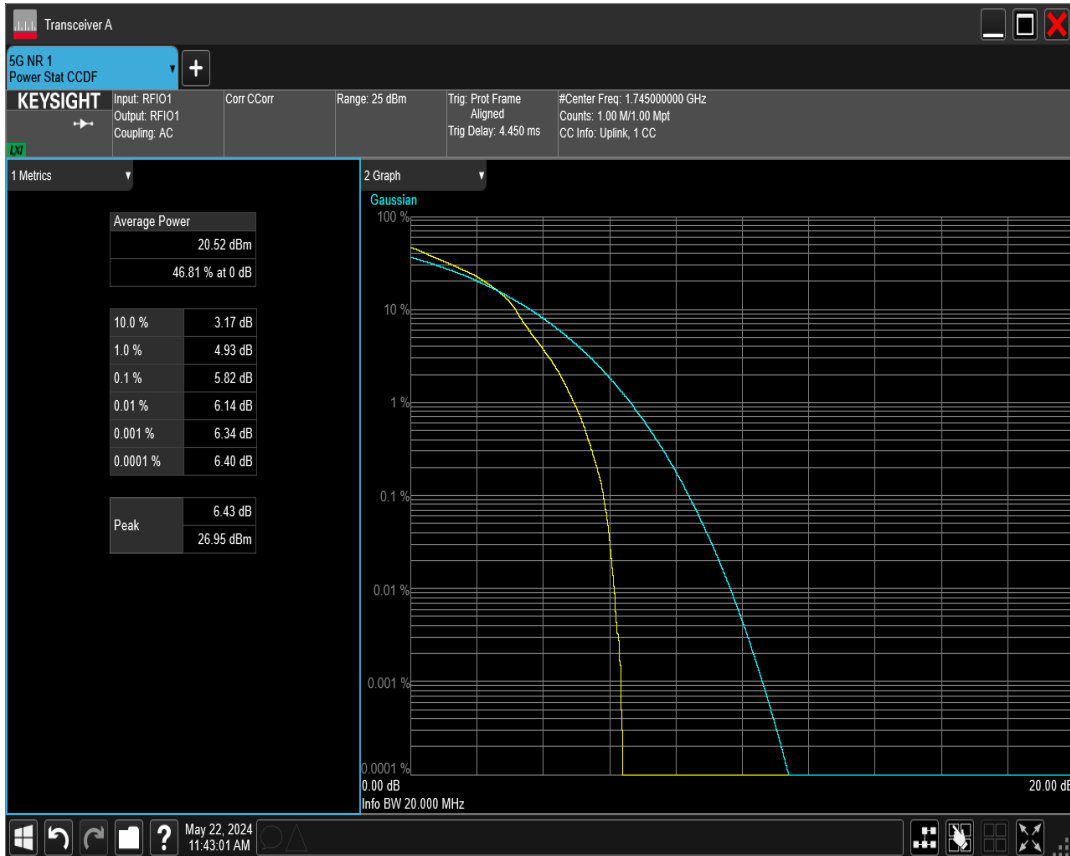 Transceiver A
5G NR 1
Power Stat CCDF
KEYSIGHT
Input: RFIO1
Output: RFIO1
Coupling: AC
Corr CCorr
Range: 25 dBm
Trig: Prot Frame
Aligned
Trig Delay: 4.450 ms
#Center Freq: 1.745000000 GHz
Counts: 1.00 M/1.00 Mpt
CC Info: Uplink, 1 CC
LXI
1 Metrics
Average Power
20.52 dBm
46.81 % at 0 dB
10.0 % 3.17 dB
1.0 % 4.93 dB
0.1 % 5.82 dB
0.01 % 6.14 dB
0.001 % 6.34 dB
0.0001 % 6.40 dB
Peak
6.43 dB
26.95 dBm
2 Graph
Gaussian
100 %
10 %
1 %
0.1 %
0.01 %
0.001 %
0.0001 %
0.00 dB 20.00 dB
Info BW 20.000 MHz
?
May 22, 2024
11:43:01 AM